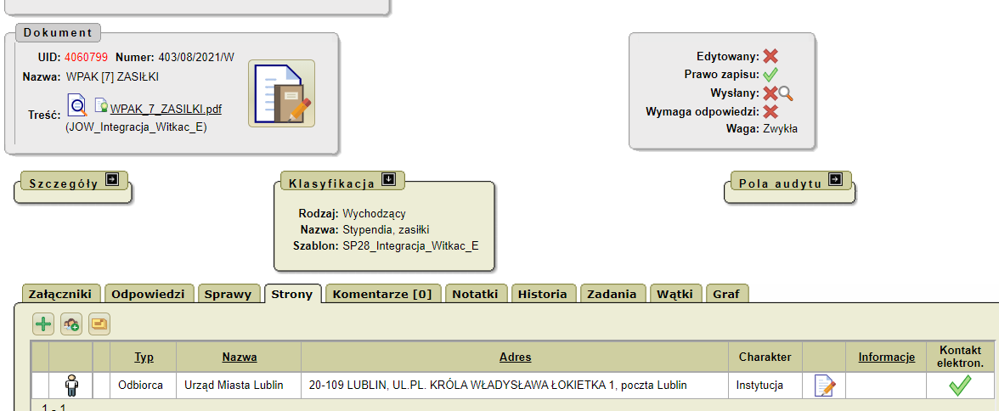 Dokument
UID: 4060799 Numer: 403/08/2021/W
Nazwa: WPAK [7] ZASIŁKI
Treść: WPAK_7_ZASILKI.pdf
(JOW_Integracja_Witkac_E)
Edytowany:
Prawo zapisu:
Wysłany:
Wymaga odpowiedzi:
Waga: Zwykła
Szczegóły
Klasyfikacja
Rodzaj: Wychodzący
Nazwa: Stypendia, zasiłki
Szablon: SP28_Integracja_Witkac_E
Pola audytu
Załączniki Odpowiedzi Sprawy Strony Komentarze [0] Notatki Historia Zadania Wątki Graf
Typ Nazwa Adres Charakter Informacje Kontakt elektron.
Odbiorca Urząd Miasta Lublin 20-109 LUBLIN, UL.PL. KRÓLA WŁADYSŁAWA ŁOKIETKA 1, poczta Lublin Instytucja
1 - 1